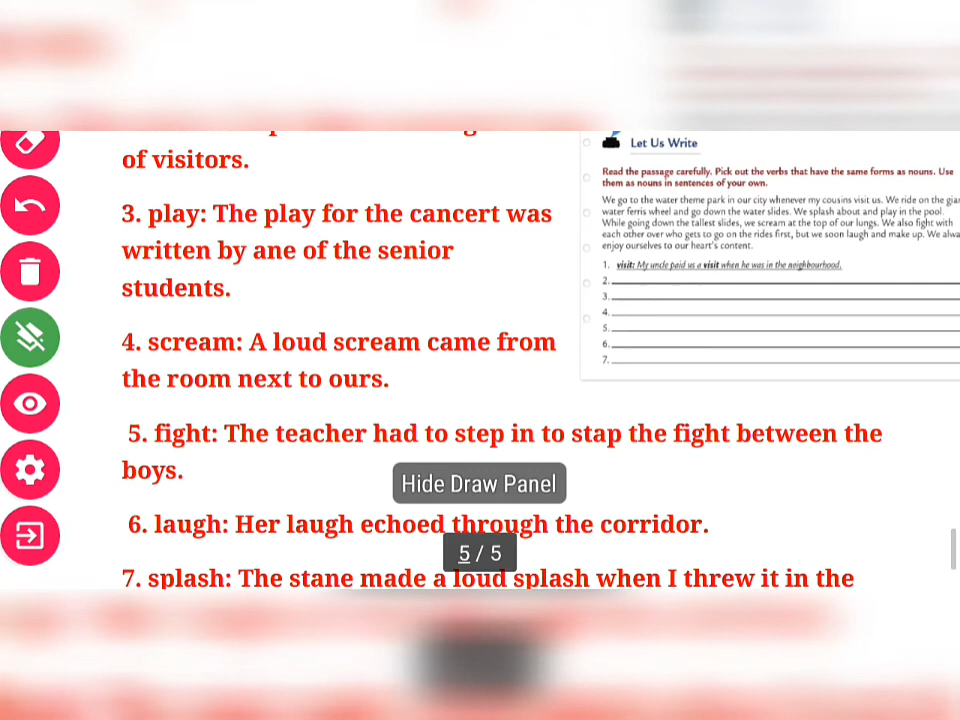 of visitors.
3. play: The play for the cancert was
written by ane of the senior
students.
4. scream: A loud scream came from
the room next to ours.
5. fight: The teacher had to step in to stap the fight between the
boys.
6. laugh: Her laugh echoed through the corridor.
7. splash: The stane made a loud splash when I threw it in the
Hide Draw Panel
5 / 5
Let Us Write
Read the passage carefully. Pick out the verbs that have the same forms as nouns. Use
them as nouns in sentences of your own.
We go to the water theme park in our city whenever my cousins visit us. We ride on the gian
water ferris wheel and go down the water slides. We splash about and play in the pool.
While going down the tallest slides, we scream at the top of our lungs. We also fight with
each other over who gets to go on the rides first, but we soon laugh and make up. We alwa
enjoy ourselves to our heart's content.
1. visit: My uncle paid us a visit when he was in the neighbourhood.
2.
3.
4.
5.
6.
7.